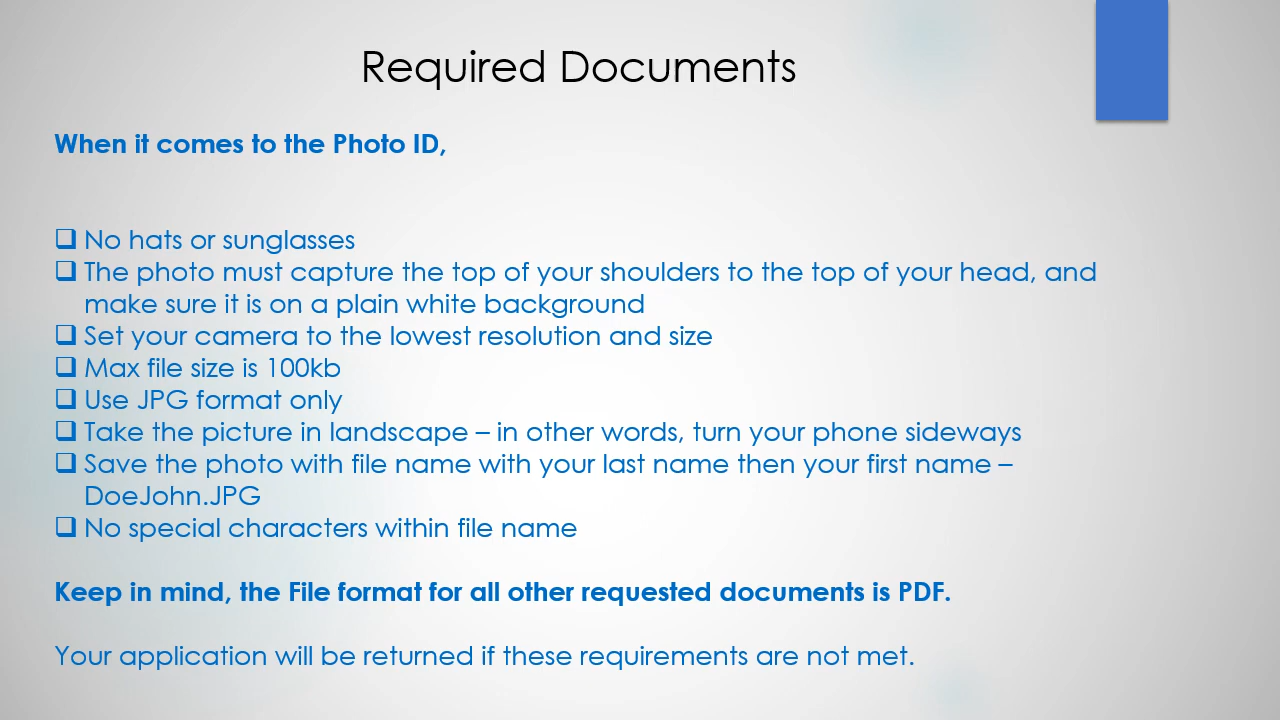 Required Documents
When it comes to the Photo ID,
❑ No hats or sunglasses
❑ The photo must capture the top of your shoulders to the top of your head, and
make sure it is on a plain white background
❑ Set your camera to the lowest resolution and size
❑ Max file size is 100kb
❑ Use JPG format only
❑ Take the picture in landscape – in other words, turn your phone sideways
❑ Save the photo with file name with your last name then your first name –
DoeJohn.JPG
❑ No special characters within file name
Keep in mind, the File format for all other requested documents is PDF.
Your application will be returned if these requirements are not met.